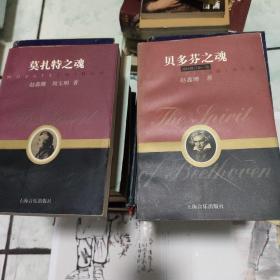 莫扎特之魂
赵鑫珊 周玉明 著
上海音乐出版社
贝多芬之魂
赵鑫珊 著
The Spirit
of Beethoven
上海音乐出版社